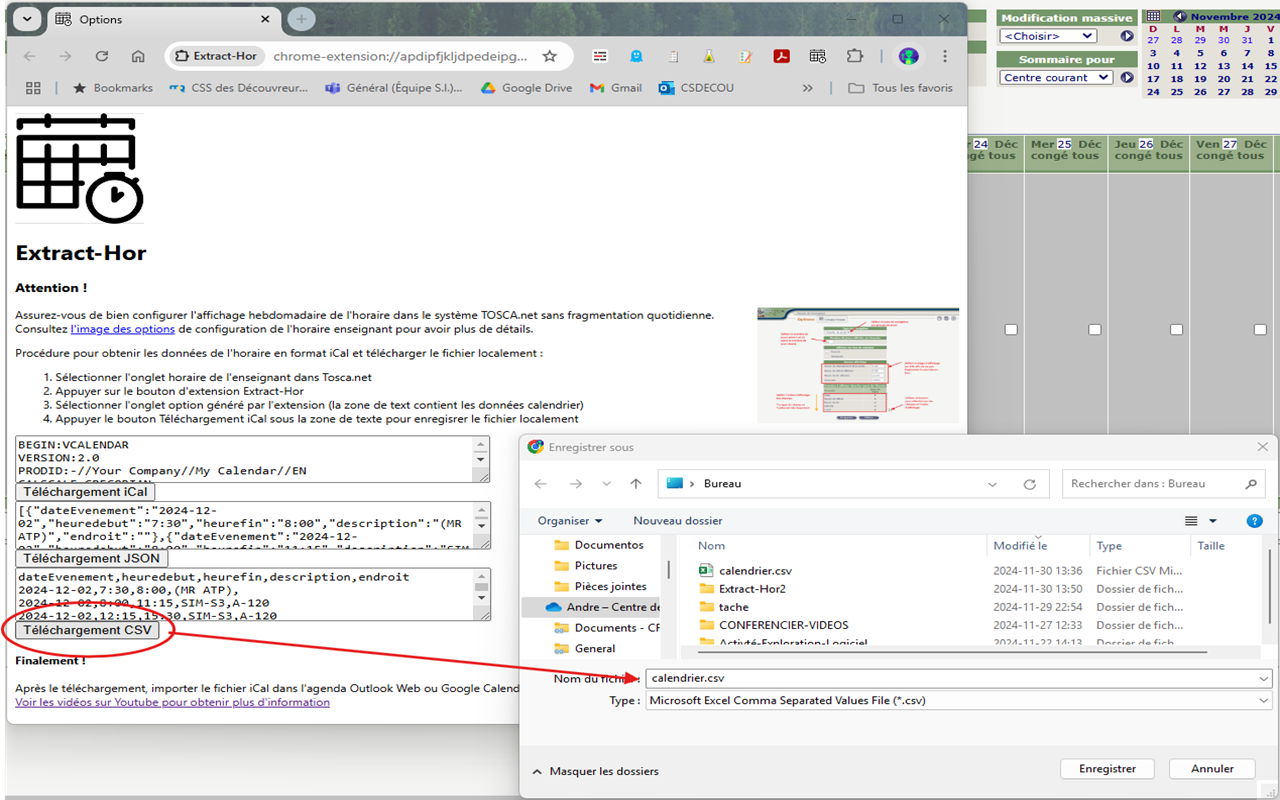 Options
Extract-Hor
chrome-extension://apdipfjkljdpedeipg...
Bookmarks
CSS des Découvreur...
Général (Équipe S.I.)...
Google Drive
Gmail
CSDECOU
Tous les favoris
Modification massive
<Choisir>
Sommaire pour
Centre courant
Novembre 2024
D L M M J V
27 28 29 30 31 1
3 4 5 6 7 8
10 11 12 13 14 15
17 18 19 20 21 22
24 25 26 27 28 29
24 Déc
congé tous
Mer 25 Déc
congé tous
Jeu 26 Déc
congé tous
Ven 27 Déc
congé tous
Extract-Hor
Attention !
Assurez-vous de bien configurer l'affichage hebdomadaire de l'horaire dans le système TOSCA.net sans fragmentation quotidienne.
Consultez l'image des options de configuration de l'horaire enseignant pour avoir plus de détails.
Procédure pour obtenir les données de l'horaire en format iCal et télécharger le fichier localement :
1. Sélectionner l'onglet horaire de l'enseignant dans Tosca.net
2. Appuyer sur le bouton d'extension Extract-Hor
3. Sélectionner l'onglet option généré par l'extension (la zone de text contient les données calendrier)
4. Appuyer le bouton Téléchargement iCal sous la zone de texte pour enregisrer le fichier localement
BEGIN:VCALENDAR
VERSION:2.0
PRODID:-//Your Company//My Calendar//EN
CALSCALE:GREGORIAN
Téléchargement iCal
[{"dateEvenement":"2024-12-
02","heuredebut":"7:30","heurefin":"8:00","description":"(MR
ATP)","endroit":""},{"dateEvenement":"2024-12-
02","heuredebut":"8:00","heurefin":"11:15","description":"SIM-
Téléchargement JSON
dateEvenement,heuredebut,heurefin,description,endroit
2024-12-02,7:30,8:00,(MR ATP),
2024-12-02,8:00,11:15,SIM-S3,A-120
2024-12-02,12:15,15:30,SIM-S3,A-120
Téléchargement CSV
Finalement !
Après le téléchargement, importer le fichier iCal dans l'agenda Outlook Web ou Google Calend
Voir les vidéos sur Youtube pour obtenir plus d'information
Enregistrer sous
Bureau
Rechercher dans : Bureau
Organiser
Nouveau dossier
Documentos
Pictures
Pièces jointes
Andre – Centre de
Documents - CF
General
Nom Modifié le Type Taille
calendrier.csv 2024-11-30 13:36 Fichier CSV Mi...
Extract-Hor2 2024-11-30 13:50 Dossier de fich...
tache 2024-11-29 22:54 Dossier de fich...
CONFERENCIER-VIDEOS 2024-11-27 12:33 Dossier de fich...
Activté-Exploration-Logiciel 2024-11-22 14:13 Dossier de fich...
Nom du fichier : calendrier.csv
Type : Microsoft Excel Comma Separated Values File (*.csv)
Masquer les dossiers
Enregistrer
Annuler